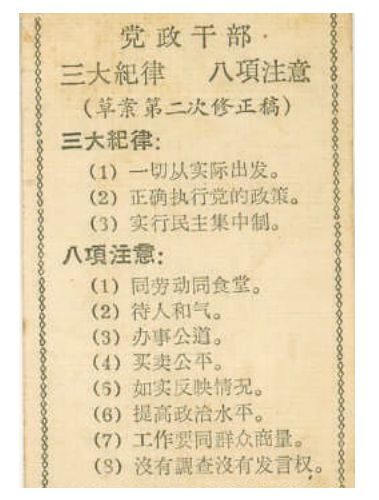 党政干部
三大紀律 八項注意
(草案第二次修正稿)
三大紀律:
(1) 一切从实际出发。
(2) 正确执行党的政策。
(3) 实行民主集中制。
八項注意:
(1) 同劳动同食堂。
(2) 待人和气。
(3) 办事公道。
(4) 买卖公平。
(5) 如实反映情况。
(6) 提高政治水平。
(7) 工作要同群众商量。
(8) 沒有調查沒有发言权。